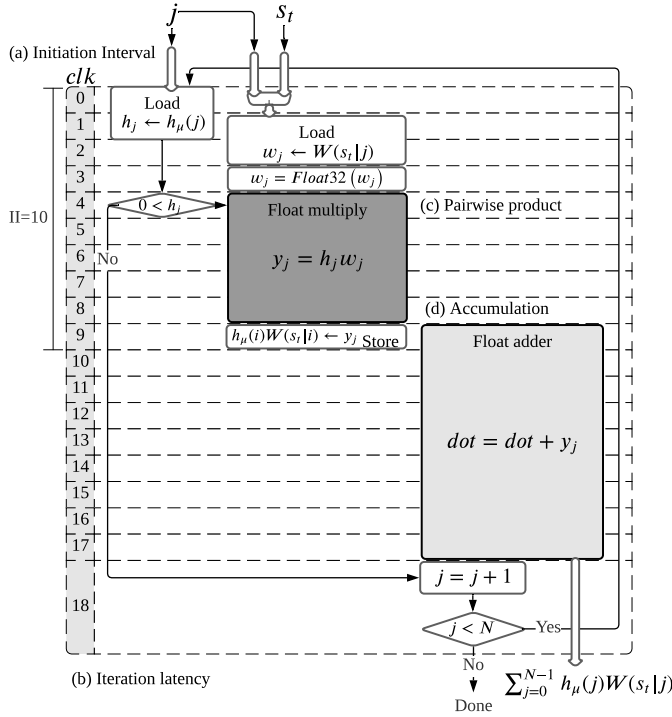 j
s_t
(a) Initiation Interval
clk
0
Load
h_j ← h_μ(j)
1
Load
2
w_j ← W(s_t|j)
3
w_j = Float32 (w_j)
4
0 < h_j
Float multiply
(c) Pairwise product
II=10
5
No
6
y_j = h_j w_j
7
8
(d) Accumulation
9
h_μ(i)W(s_t|i) ← y_j Store
Float adder
10
11
12
13
dot = dot + y_j
14
15
16
17
j = j + 1
18
j < N
Yes
No
(b) Iteration latency
∑_{j=0}^{N−1} h_μ(j)W(s_t|j)
Done